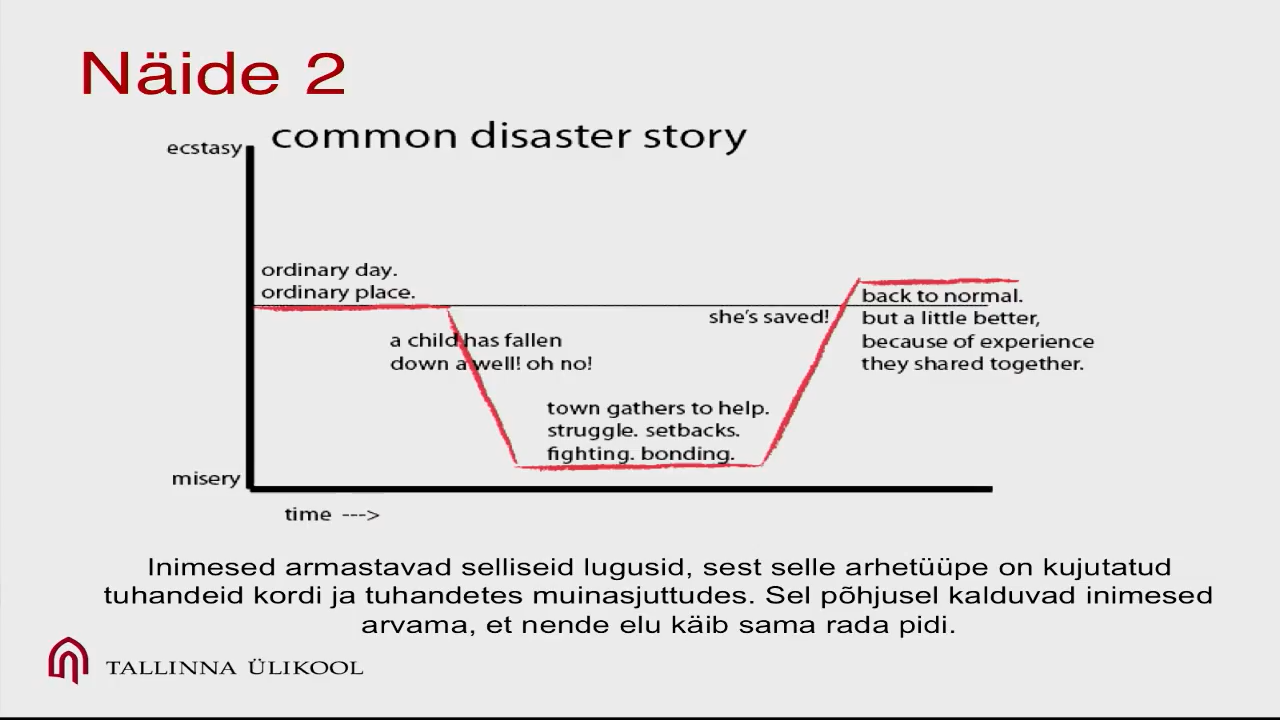 Näide 2
common disaster story
ecstasy
ordinary day.
ordinary place.
a child has fallen
down a well! oh no!
town gathers to help.
struggle. setbacks.
fighting. bonding.
she's saved!
back to normal.
but a little better,
because of experience
they shared together.
misery
time --->
Inimesed armastavad selliseid lugusid, sest selle arhetüüpe on kujutatud
tuhandeid kordi ja tuhandetes muinasjuttudes. Sel põhjusel kalduvad inimesed
arvama, et nende elu käib sama rada pidi.
TALLINNA ÜLIKOOL